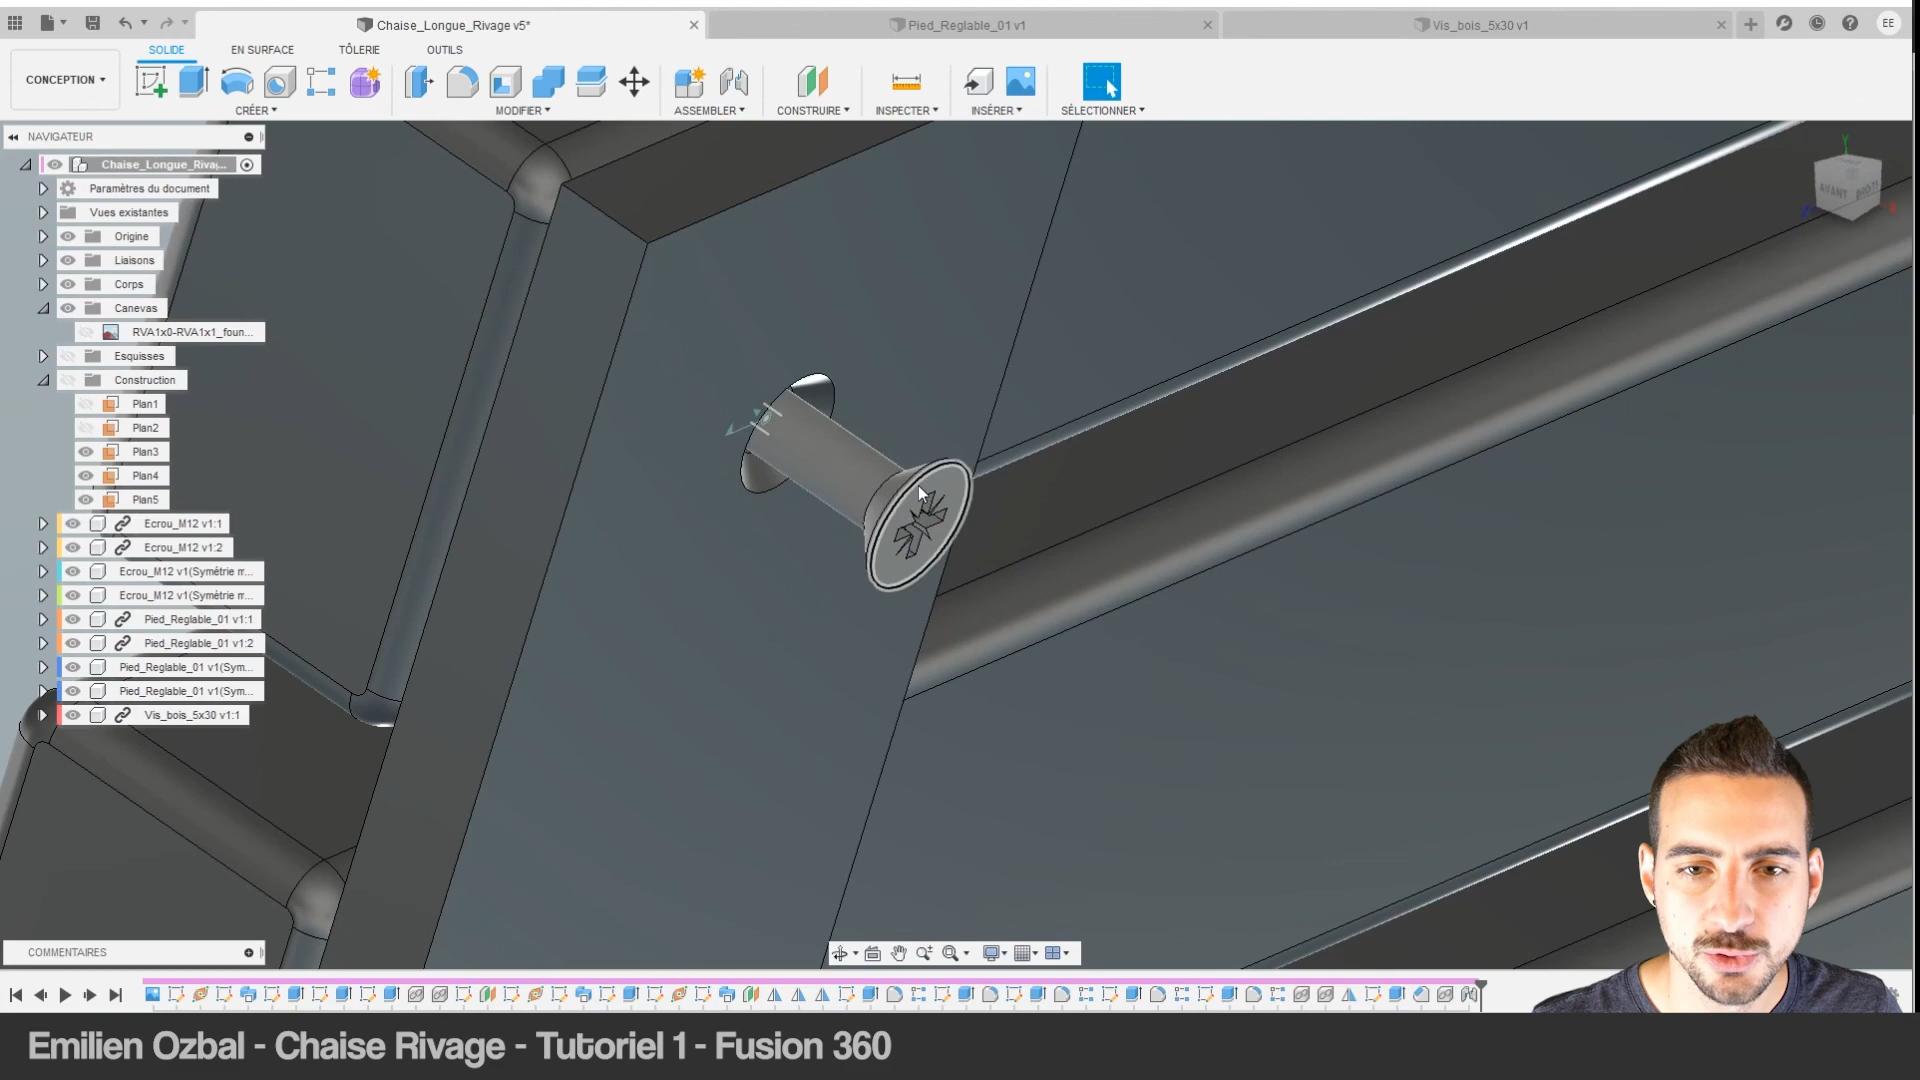 Chaise_Longue_Rivage v5*
Pied_Reglable_01 v1
Vis_bois_5x30 v1
EE
SOLIDE
EN SURFACE
TÔLERIE
OUTILS
CONCEPTION
CRÉER
MODIFIER
ASSEMBLER
CONSTRUIRE
INSPECTER
INSÉRER
SÉLECTIONNER
NAVIGATEUR
Chaise_Longue_Riva...
Paramètres du document
Vues existantes
Origine
Liaisons
Corps
Canevas
RVA1x0-RVA1x1_foun...
Esquisses
Construction
Plan1
Plan2
Plan3
Plan4
Plan5
Ecrou_M12 v1:1
Ecrou_M12 v1:2
Ecrou_M12 v1(Symétrie m...
Ecrou_M12 v1(Symétrie m...
Pied_Reglable_01 v1:1
Pied_Reglable_01 v1:2
Pied_Reglable_01 v1(Sym...
Pied_Reglable_01 v1(Sym...
Vis_bois_5x30 v1:1
Y
AVANT
COMMENTAIRES
Emilien Ozbal - Chaise Rivage - Tutoriel 1 - Fusion 360